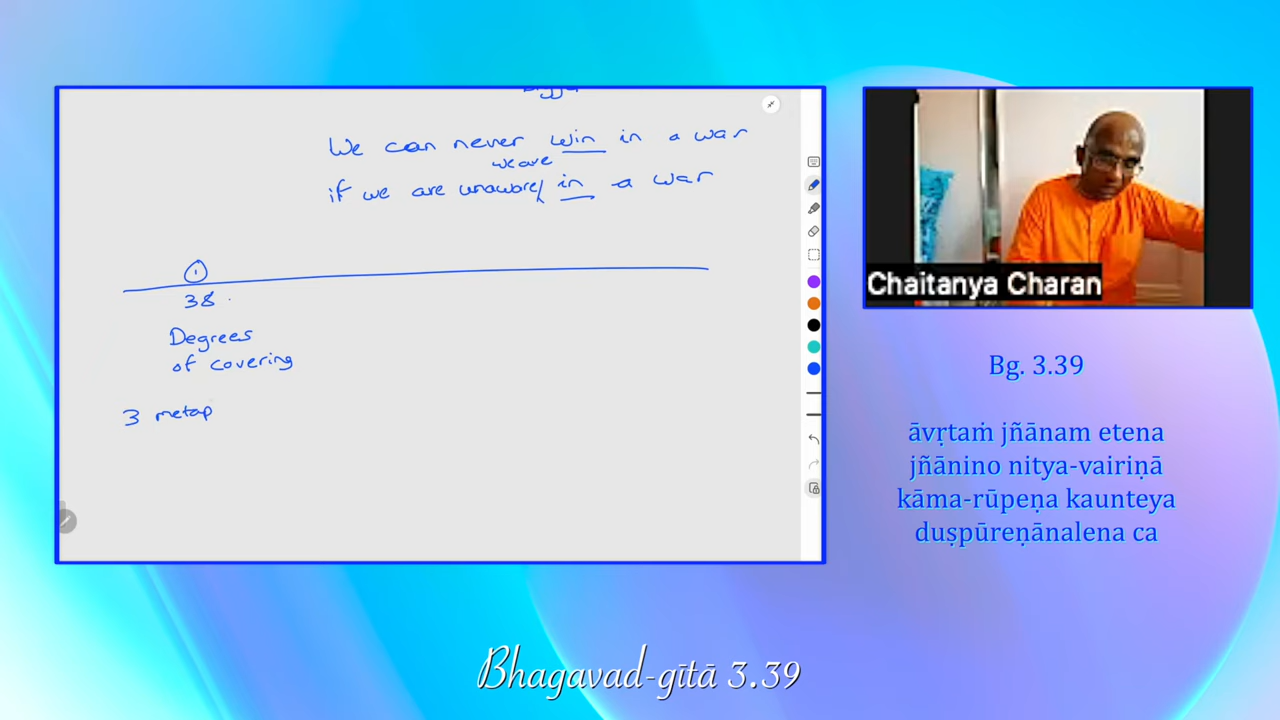 We can never win in a war
weare
if we are unaware in a war
1
38
Degrees
of covering
3 metap
Chaitanya Charan
Bg. 3.39
āvṛtaṁ jñānam etena
jñānino nitya-vairiṇā
kāma-rūpeṇa kaunteya
duṣpūreṇānalena ca
Bhagavad-gītā 3.39